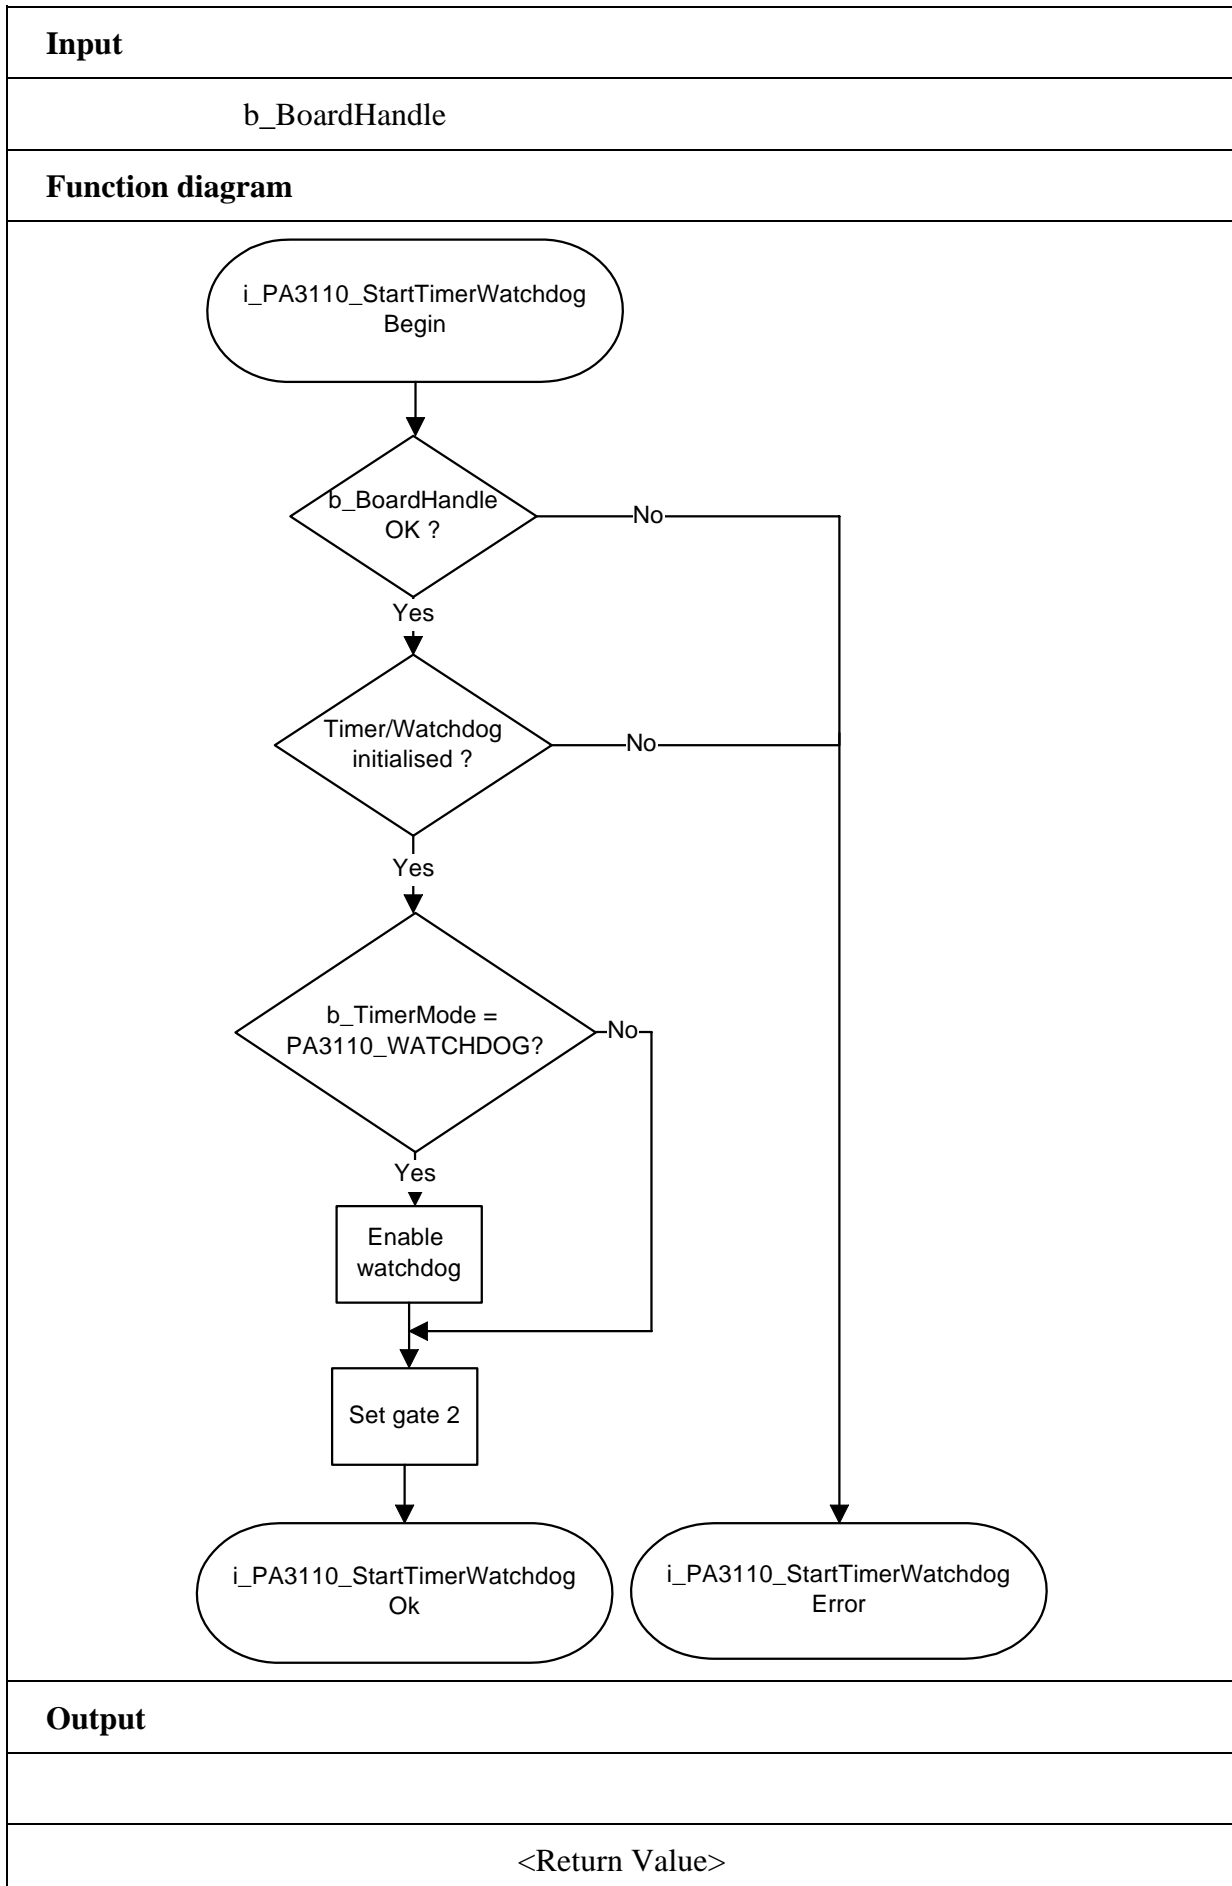 Input
b_BoardHandle
Function diagram
i_PA3110_StartTimerWatchdog
Begin
b_BoardHandle
OK ?
No
Yes
Timer/Watchdog
initialised ?
No
Yes
b_TimerMode =
PA3110_WATCHDOG?
No
Yes
Enable
watchdog
Set gate 2
i_PA3110_StartTimerWatchdog
Ok
i_PA3110_StartTimerWatchdog
Error
Output
<Return Value>